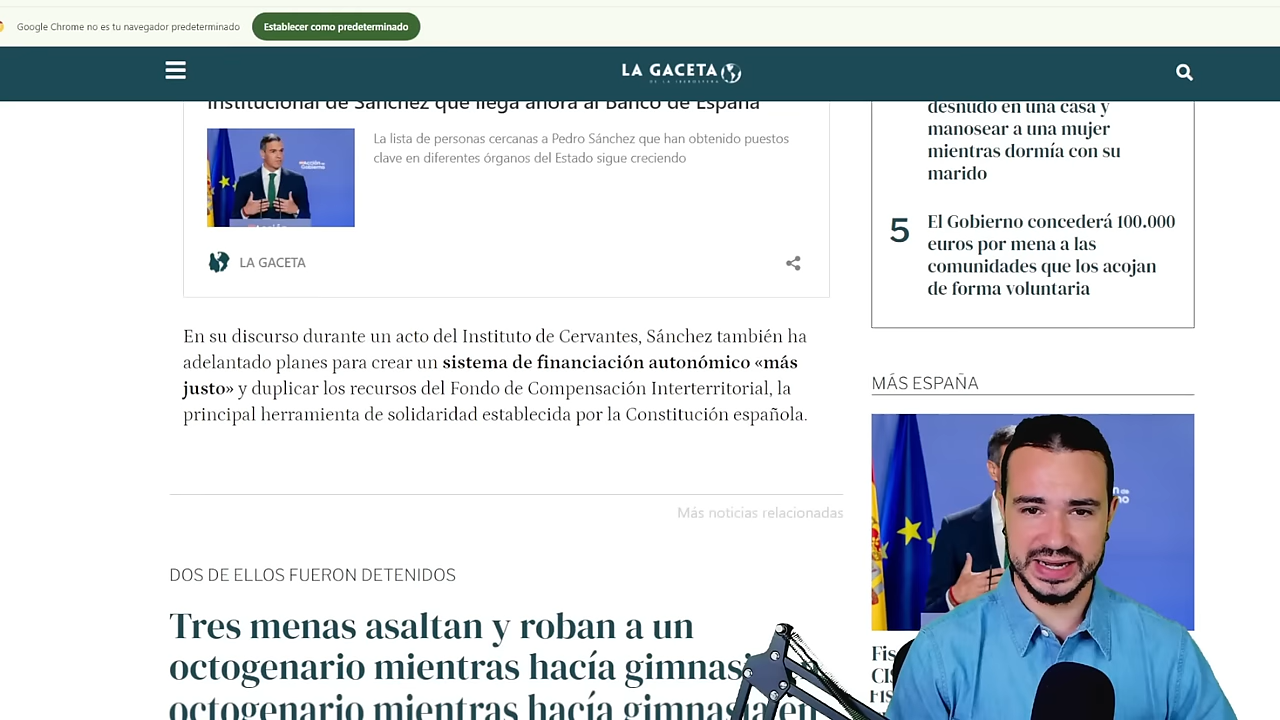 Google Chrome no es tu navegador predeterminado
Establecer como predeterminado
LA GACETA
DE LA IBEROSFERA
institucional de Sánchez que llega ahora al Banco de España
La lista de personas cercanas a Pedro Sánchez que han obtenido puestos
clave en diferentes órganos del Estado sigue creciendo
LA GACETA
En su discurso durante un acto del Instituto de Cervantes, Sánchez también ha
adelantado planes para crear un sistema de financiación autonómico «más
justo» y duplicar los recursos del Fondo de Compensación Interterritorial, la
principal herramienta de solidaridad establecida por la Constitución española.
Más noticias relacionadas
DOS DE ELLOS FUERON DETENIDOS
Tres menas asaltan y roban a un
octogenario mientras hacía
octogenario mientras hacía gimnasia en
desnudo en una casa y
manosear a una mujer
mientras dormía con su
marido
5
El Gobierno concederá 100.000
euros por mena a las
comunidades que los acojan
de forma voluntaria
MÁS ESPAÑA